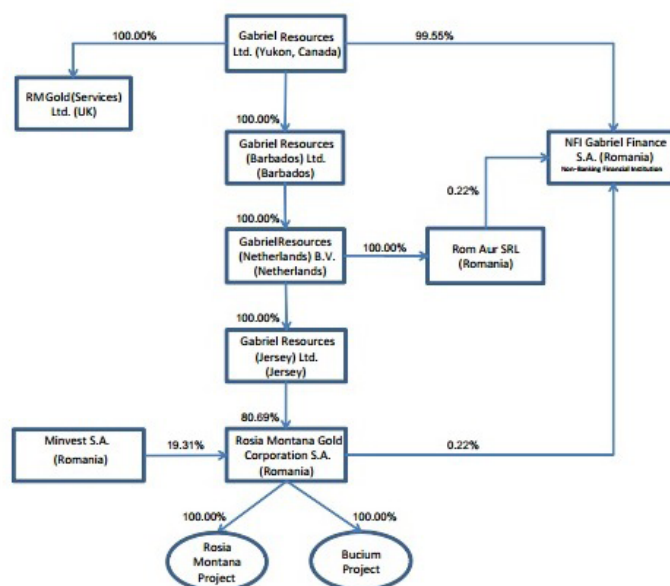 100.00%
Gabriel Resources
Ltd. (Yukon, Canada)
99.55%
RMGold(Services)
Ltd. (UK)
100.00%
Gabriel Resources
(Barbados) Ltd.
(Barbados)
NFI Gabriel Finance
S.A. (Romania)
Non-Banking Financial Institution
0.22%
100.00%
GabrielResources
(Netherlands) B.V.
(Netherlands)
100.00%
Rom Aur SRL
(Romania)
100.00%
Gabriel Resources
(Jersey) Ltd.
(Jersey)
80.69%
Minvest S.A.
(Romania)
19.31%
Rosia Montana Gold
Corporation S.A.
(Romania)
0.22%
100.00%
100.00%
Rosia
Montana
Project
Bucium
Project